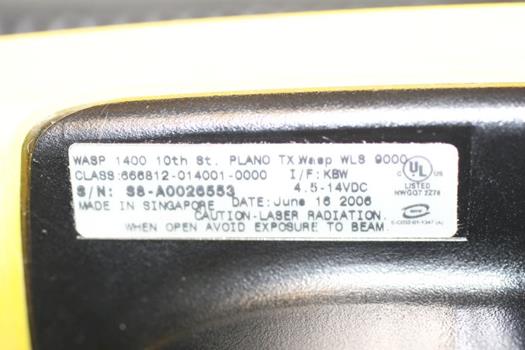 WASP 1400 10th St. PLANO TX Wasp WLS 9000
CLASS:666812-014001-0000 I/F: KBW
S/N: S8-A0026553 4.5-14VDC
MADE IN SINGAPORE DATE: June 16 2006
CAUTION-LASER RADIATION.
WHEN OPEN AVOID EXPOSURE TO BEAM.
C UL US
LISTED